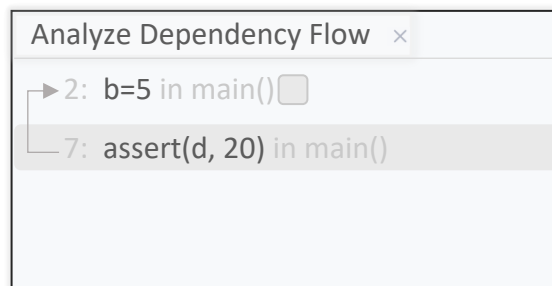 Analyze Dependency Flow ×
2: b=5 in main()
7: assert(d, 20) in main()